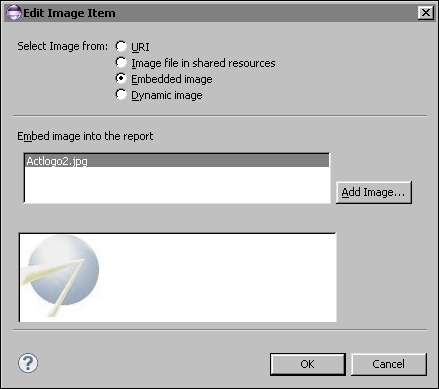 Edit Image Item
Select Image from: URI
Image file in shared resources
Embedded image
Dynamic image
Embed image into the report
Actlogo2.jpg
Add Image...
?
OK Cancel